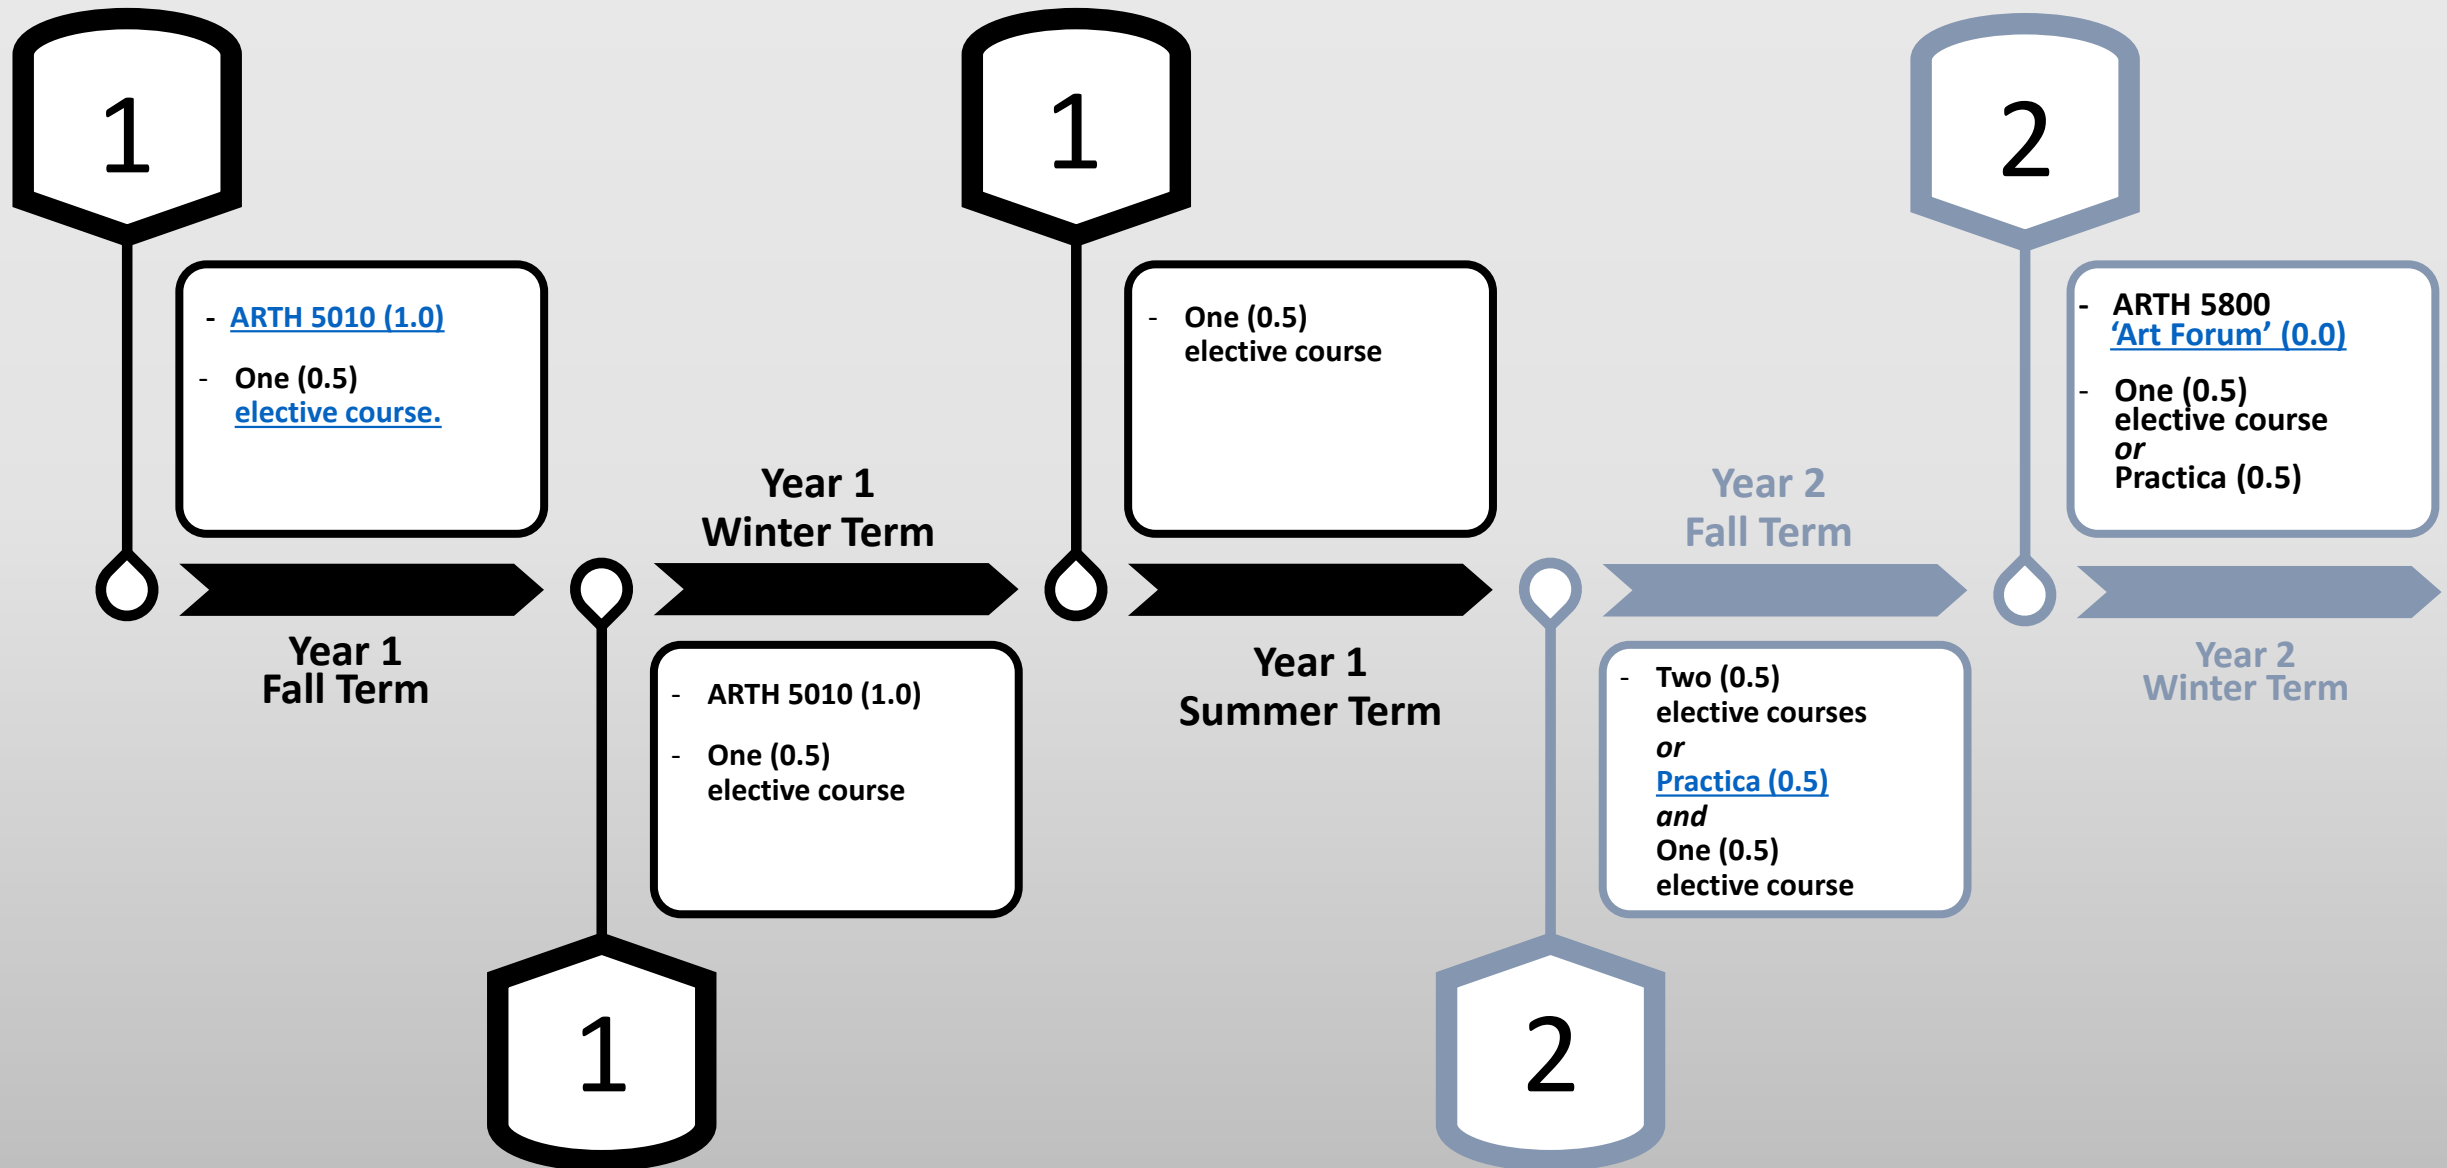 1
- ARTH 5010 (1.0)
- One (0.5)
elective course.
Year 1
Fall Term
Year 1
Winter Term
- ARTH 5010 (1.0)
- One (0.5)
elective course
1
1
- One (0.5)
elective course
Year 1
Summer Term
Year 2
Fall Term
- Two (0.5)
elective courses
or
Practica (0.5)
and
One (0.5)
elective course
2
2
- ARTH 5800
‘Art Forum’ (0.0)
- One (0.5)
elective course
or
Practica (0.5)
Year 2
Winter Term